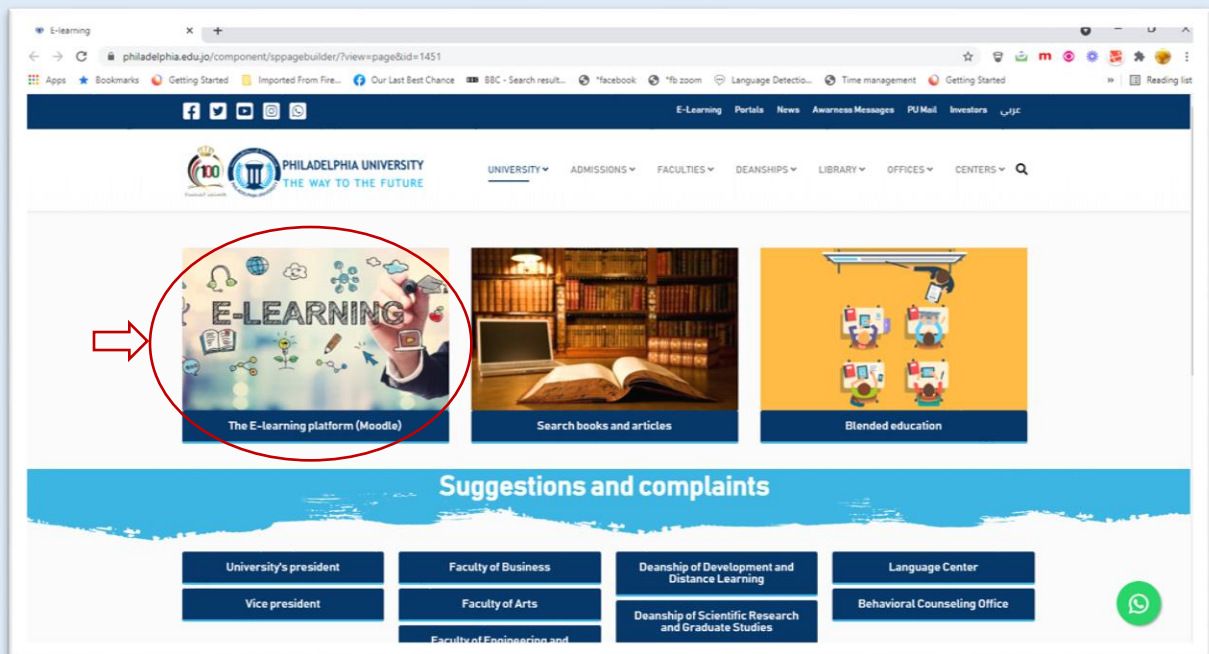 E-learning
philadelphia.edu.jo/component/sppagebuilder/?view=page&id=1451
Apps Bookmarks Getting Started Imported From Fire... Our Last Best Chance BBC - Search result... *facebook *fb zoom Language Detectio... Time management Getting Started » Reading list
E-Learning Portals News Awarness Messages PU Mail Investors عربي
100
PHILADELPHIA UNIVERSITY
THE WAY TO THE FUTURE
UNIVERSITY ADMISSIONS FACULTIES DEANSHIPS LIBRARY OFFICES CENTERS
E-LEARNING
The E-learning platform (Moodle) Search books and articles Blended education
Suggestions and complaints
University's president Faculty of Business Deanship of Development and Distance Learning Language Center
Vice president Faculty of Arts Deanship of Scientific Research and Graduate Studies Behavioral Counseling Office
Faculty of Engineering and